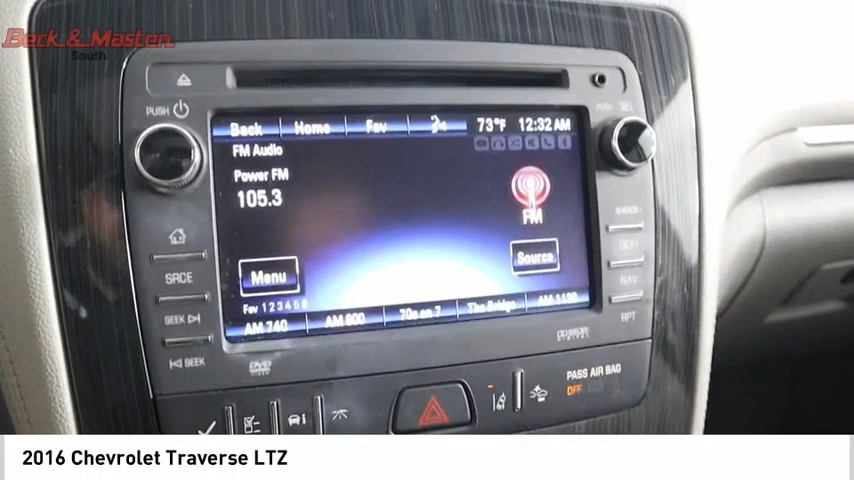 Beck & Masten
South
PUSH
SEL
Back Home Fav 73°F 12:32 AM
FM Audio
Power FM
105.3
FM
Menu
Source
Fav 1 2 3 4 5 6
AM 740 AM 800 70s on 7 The Bridge AM 1130
SRCE
SEEK
SEEK
NAV
RPT
DVD
VIDEO
PASS AIR BAG
OFF
2016 Chevrolet Traverse LTZ